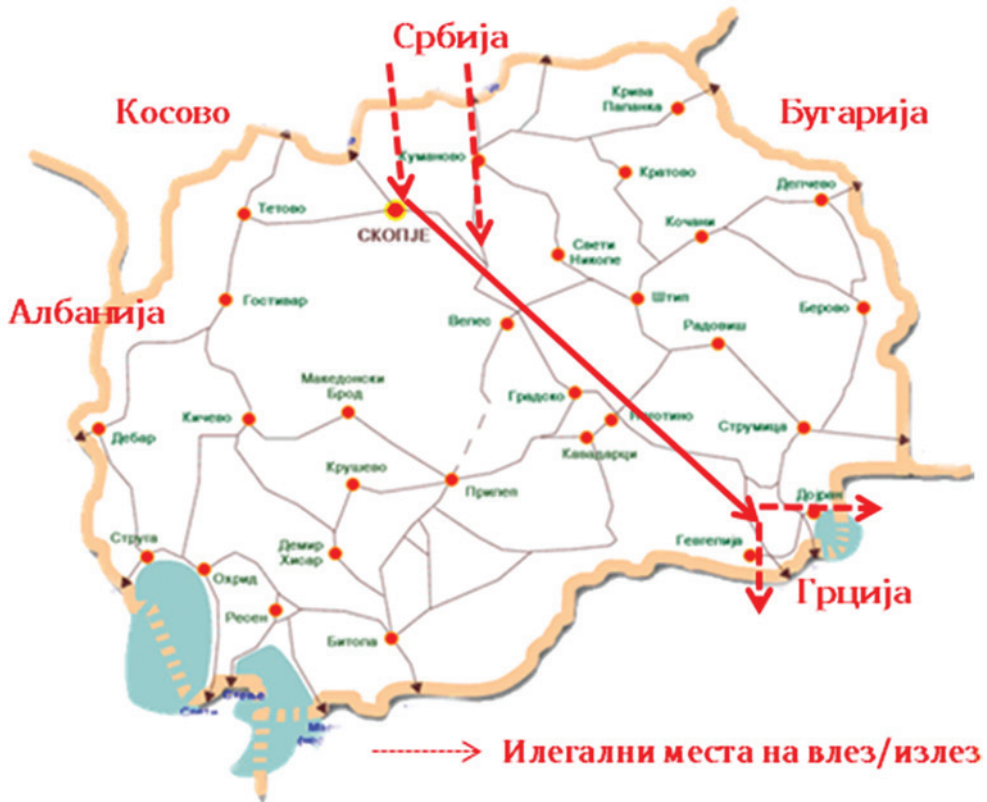 Србија
Косово
Бугарија
Крива
Папанка
Куманово
Кратово
Делчево
Тетово
СКОПЈЕ
Кочани
Свети
Николе
Албанија
Гостивар
Штип
Берово
Велес
Радовиш
Македонски
Брод
Градско
Кичево
Неготино
Струмица
Дебар
Кавадарци
Крушево
Прилеп
Дојран
Струга
Демир
Хисар
Гевгелија
Охрид
Грција
Ресен
Битола
Свети
Илегални места на влез/излез